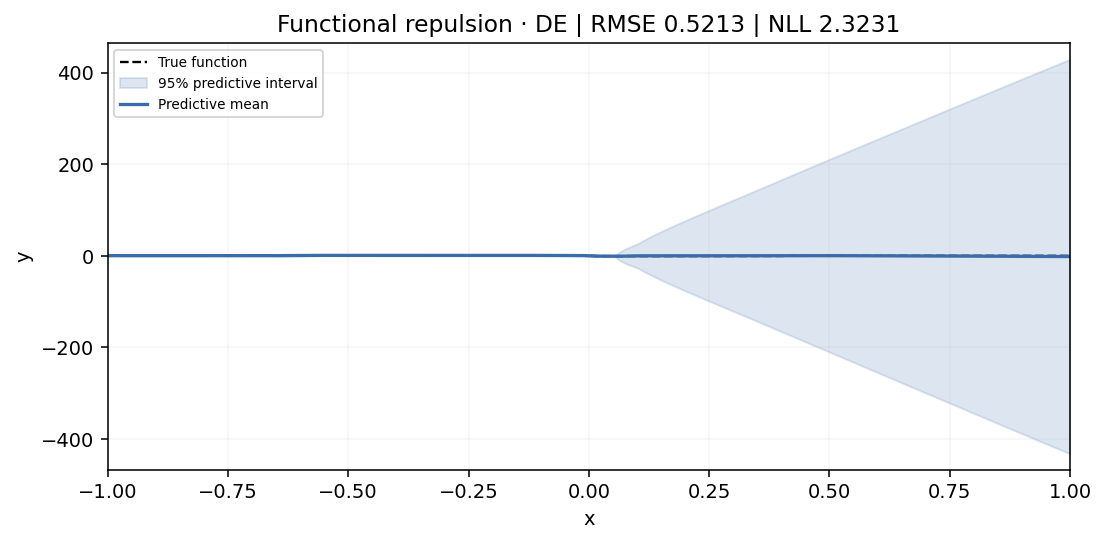 Functional repulsion · DE | RMSE 0.5213 | NLL 2.3231
True function
95% predictive interval
Predictive mean
400
200
0
−200
−400
y
−1.00 −0.75 −0.50 −0.25 0.00 0.25 0.50 0.75 1.00
x